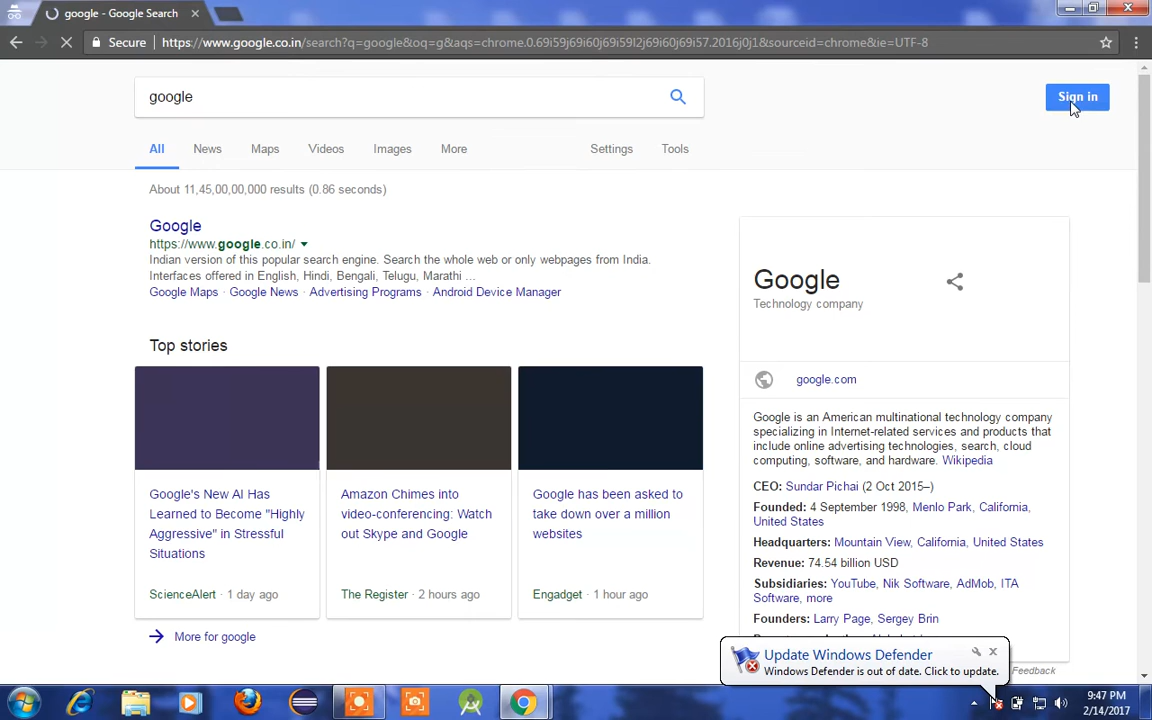 google - Google Search
Secure https://www.google.co.in/search?q=google&oq=g&aqs=chrome.0.69i59j69i60j69i59l2j69i60j69i57.2016j0j1&sourceid=chrome&ie=UTF-8
google
Sign in
All News Maps Videos Images More Settings Tools
About 11,45,00,00,000 results (0.86 seconds)
Google
https://www.google.co.in/
Indian version of this popular search engine. Search the whole web or only webpages from India.
Interfaces offered in English, Hindi, Bengali, Telugu, Marathi ...
Google Maps · Google News · Advertising Programs · Android Device Manager
Top stories
Google's New AI Has
Learned to Become "Highly
Aggressive" in Stressful
Situations
ScienceAlert · 1 day ago
Amazon Chimes into
video-conferencing: Watch
out Skype and Google
The Register · 2 hours ago
Google has been asked to
take down over a million
websites
Engadget · 1 hour ago
More for google
Google
Technology company
google.com
Google is an American multinational technology company
specializing in Internet-related services and products that
include online advertising technologies, search, cloud
computing, software, and hardware. Wikipedia
CEO: Sundar Pichai (2 Oct 2015–)
Founded: 4 September 1998, Menlo Park, California,
United States
Headquarters: Mountain View, California, United States
Revenue: 74.54 billion USD
Subsidiaries: YouTube, Nik Software, AdMob, ITA
Software, more
Founders: Larry Page, Sergey Brin
Feedback
Update Windows Defender
Windows Defender is out of date. Click to update.
9:47 PM
2/14/2017